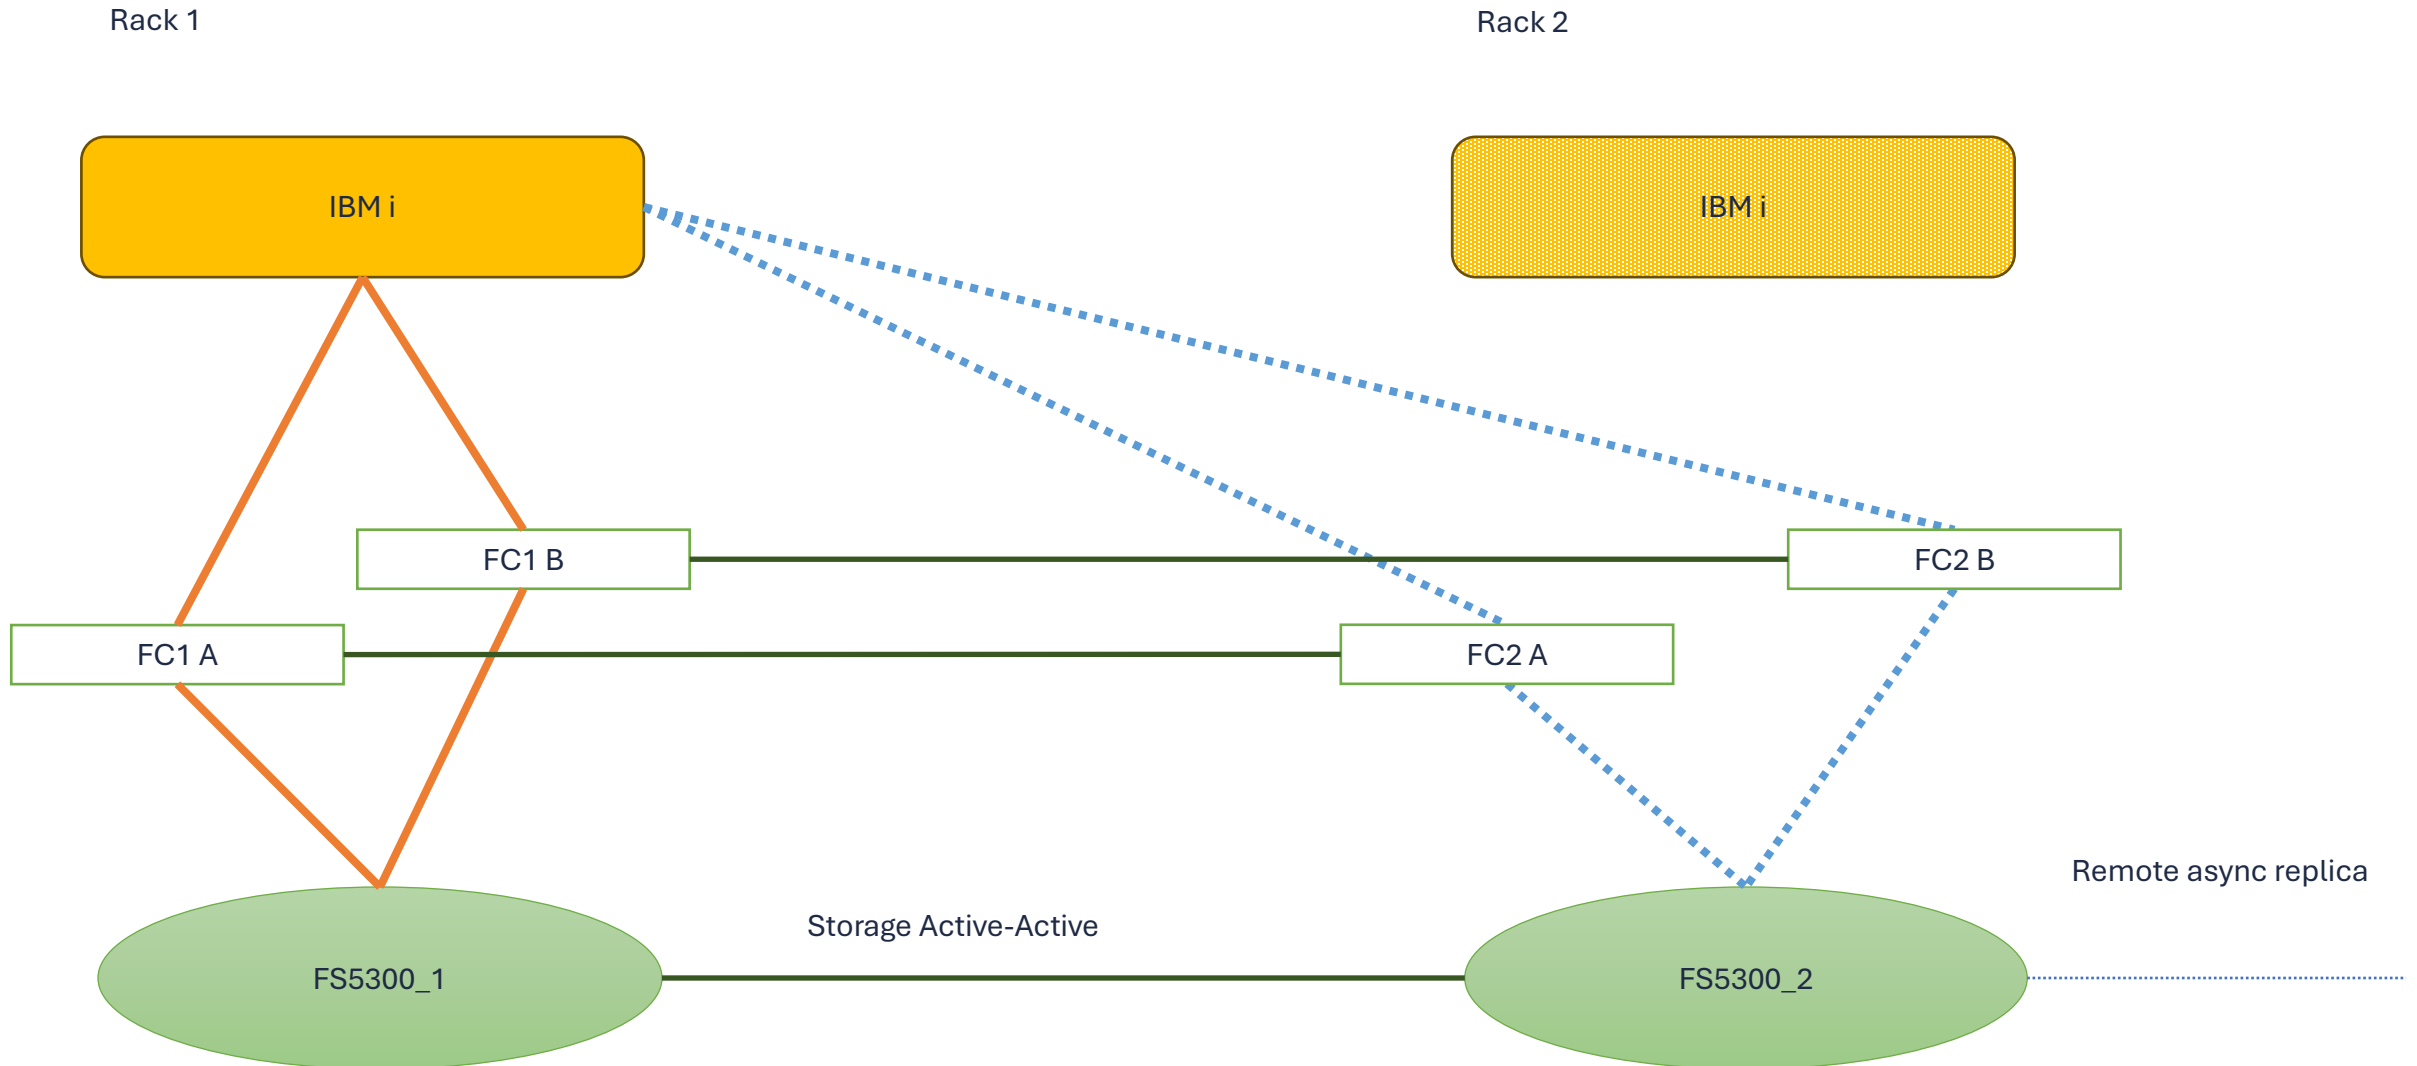 Rack 1
Rack 2
IBM i
IBM i
FC1 B
FC2 B
FC1 A
FC2 A
Remote async replica
Storage Active-Active
FS5300_1
FS5300_2